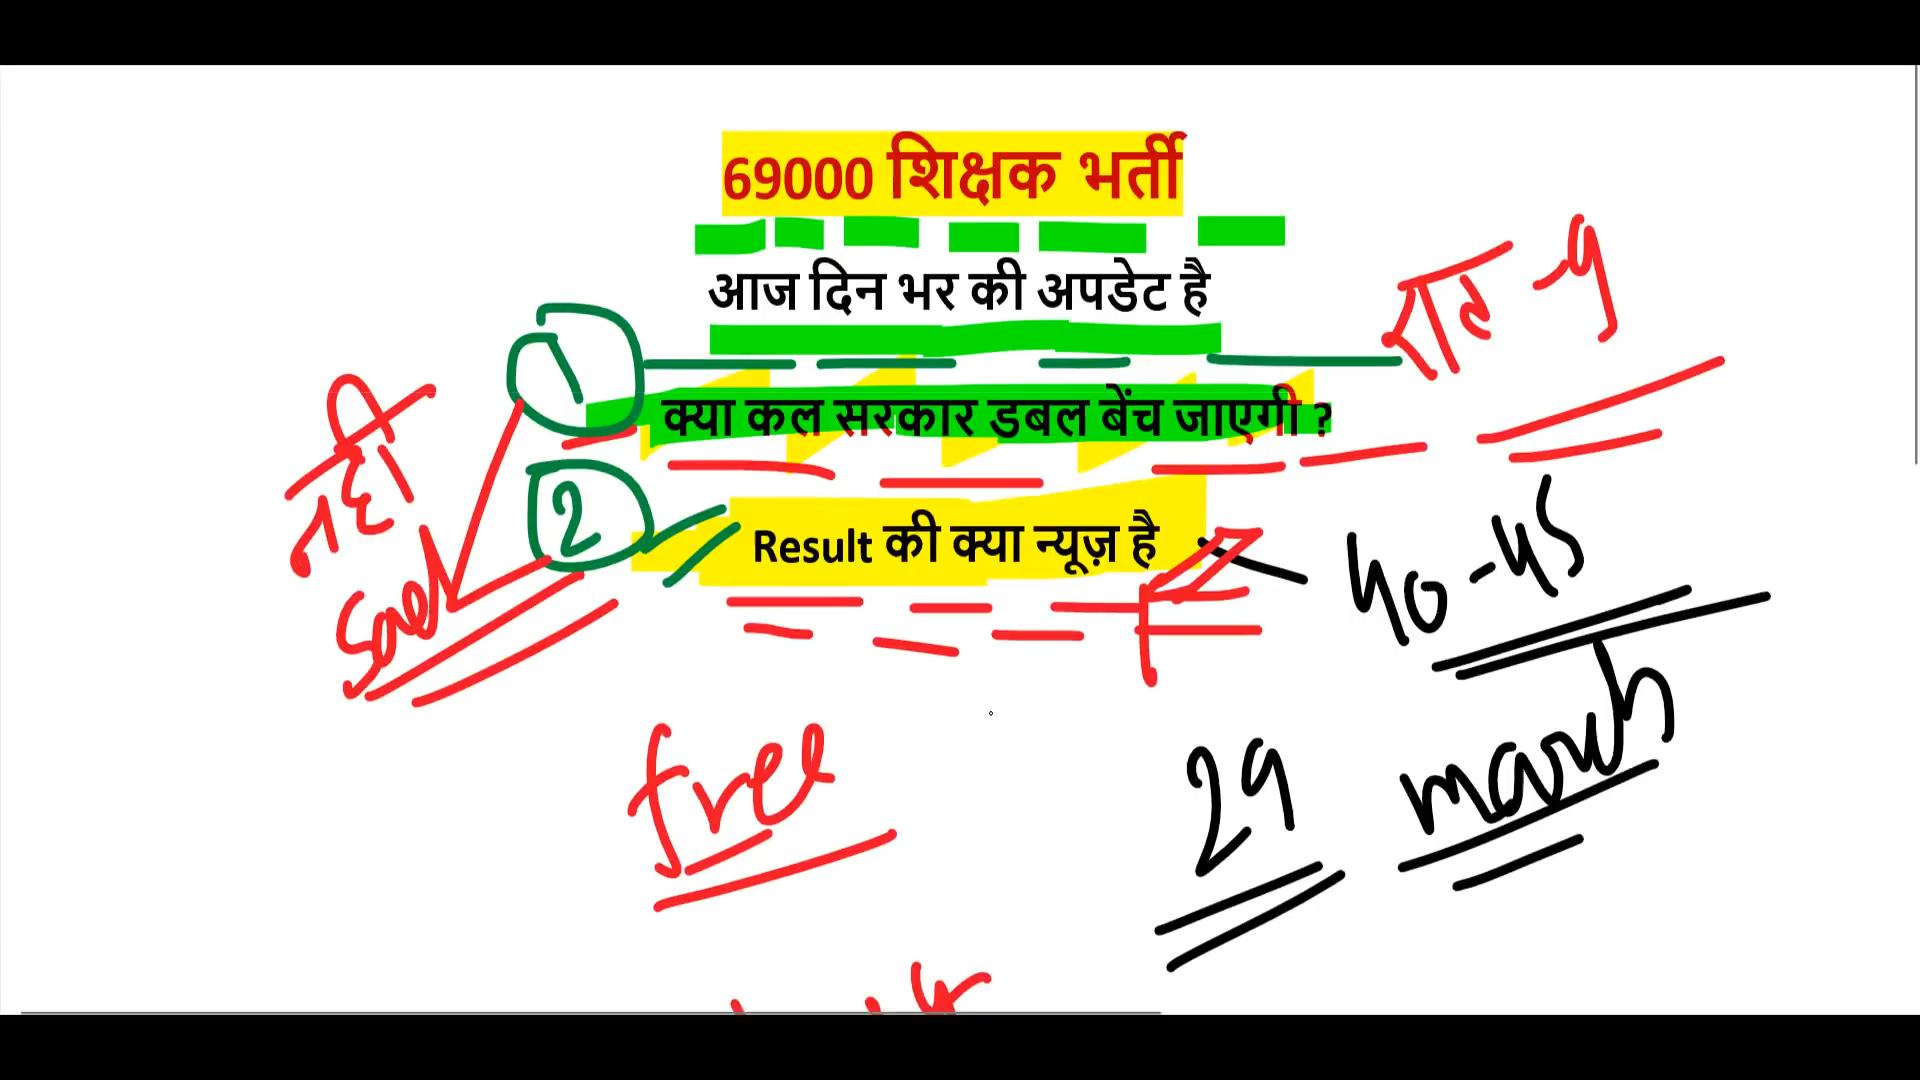 69000 शिक्षक भर्ती
आज दिन भर की अपडेट है
रात - 9
1
क्या कल सरकार डबल बेंच जाएगी ?
नही
2
Result की क्या न्यूज़ है
40-45
free
29 march